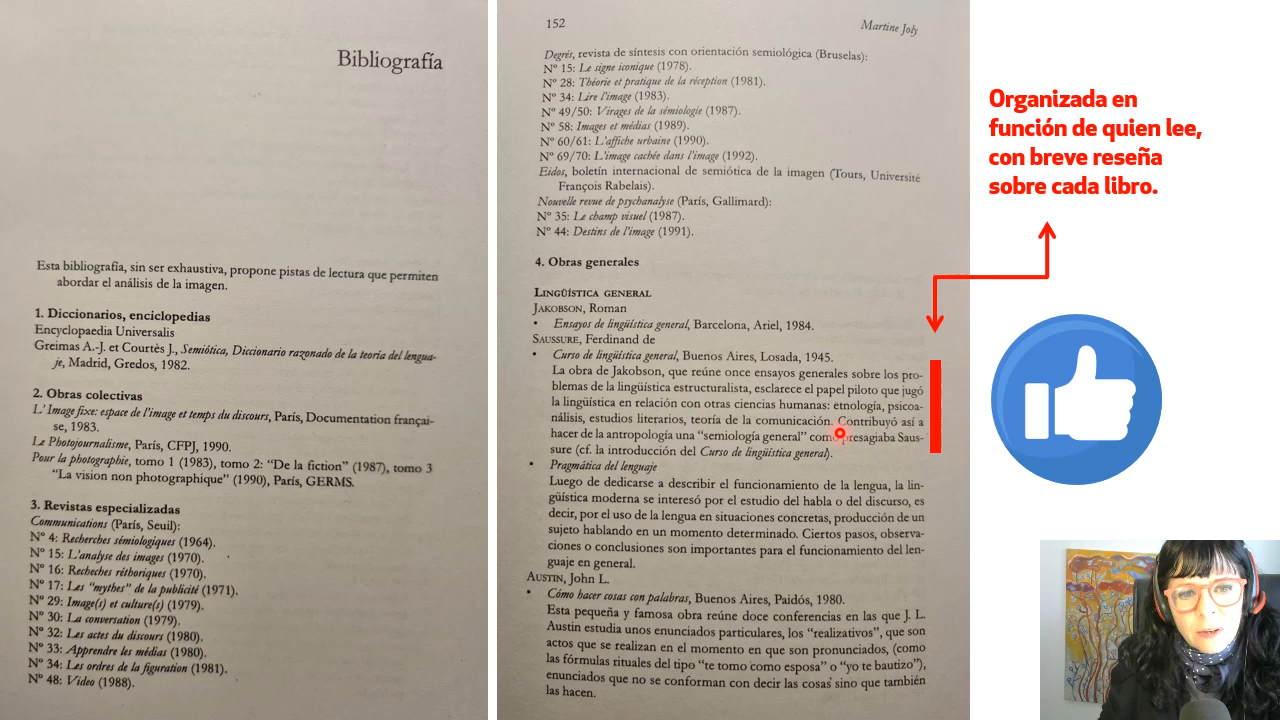 Bibliografía
Esta bibliografía, sin ser exhaustiva, propone pistas de lectura que permiten
abordar el análisis de la imagen.
1. Diccionarios, enciclopedias
Encyclopaedia Universalis
Greimas A.-J. et Courtès J., Semiótica, Diccionario razonado de la teoría del lengua-
je, Madrid, Gredos, 1982.
2. Obras colectivas
L'Image fixe: espace de l'image et temps du discours, París, Documentation françai-
se, 1983.
Le Photojournalisme, París, CFPJ, 1990.
Pour la photographie, tomo 1 (1983), tomo 2: "De la fiction" (1987), tomo 3
"La vision non photographique" (1990), París, GERMS.
3. Revistas especializadas
Communications (París, Seuil):
Nº 4: Recherches sémiologiques (1964).
Nº 15: L'analyse des images (1970).
Nº 16: Recheches réthoriques (1970).
Nº 17: Les "mythes" de la publicité (1971).
Nº 29: Image(s) et culture(s) (1979).
Nº 30: La conversation (1979).
Nº 32: Les actes du discours (1980).
Nº 33: Apprendre les médias (1980).
Nº 34: Les ordres de la figuration (1981).
Nº 48: Video (1988).
152
Martine Joly
Degrés, revista de síntesis con orientación semiológica (Bruselas):
Nº 15: Le signe iconique (1978).
Nº 28: Théorie et pratique de la réception (1981).
Nº 34: Lire l'image (1983).
Nº 49/50: Virages de la sémiologie (1987).
Nº 58: Images et médias (1989).
Nº 60/61: L'affiche urbaine (1990).
Nº 69/70: L'image cachée dans l'image (1992).
Eidos, boletín internacional de semiótica de la imagen (Tours, Université
François Rabelais).
Nouvelle revue de psychanalyse (París, Gallimard):
Nº 35: Le champ visuel (1987).
Nº 44: Destins de l'image (1991).
4. Obras generales
LINGÜÍSTICA GENERAL
JAKOBSON, Roman
• Ensayos de lingüística general, Barcelona, Ariel, 1984.
SAUSSURE, Ferdinand de
• Curso de lingüística general, Buenos Aires, Losada, 1945.
La obra de Jakobson, que reúne once ensayos generales sobre los pro-
blemas de la lingüística estructuralista, esclarece el papel piloto que jugó
la lingüística en relación con otras ciencias humanas: etnología, psicoa-
nálisis, estudios literarios, teoría de la comunicación. Contribuyó así a
hacer de la antropología una "semiología general" como presagiaba Saus-
sure (cf. la introducción del Curso de lingüística general).
• Pragmática del lenguaje
Luego de dedicarse a describir el funcionamiento de la lengua, la lin-
güística moderna se interesó por el estudio del habla o del discurso, es
decir, por el uso de la lengua en situaciones concretas, producción de un
sujeto hablando en un momento determinado. Ciertos pasos, observa-
ciones o conclusiones son importantes para el funcionamiento del len-
guaje en general.
AUSTIN, John L.
• Cómo hacer cosas con palabras, Buenos Aires, Paidós, 1980.
Esta pequeña y famosa obra reúne doce conferencias en las que J. L.
Austin estudia unos enunciados particulares, los "realizativos", que son
actos que se realizan en el momento en que son pronunciados, (como
las fórmulas rituales del tipo "te tomo como esposa" o "yo te bautizo"),
enunciados que no se conforman con decir las cosas sino que también
las hacen.
Organizada en
función de quien lee,
con breve reseña
sobre cada libro.